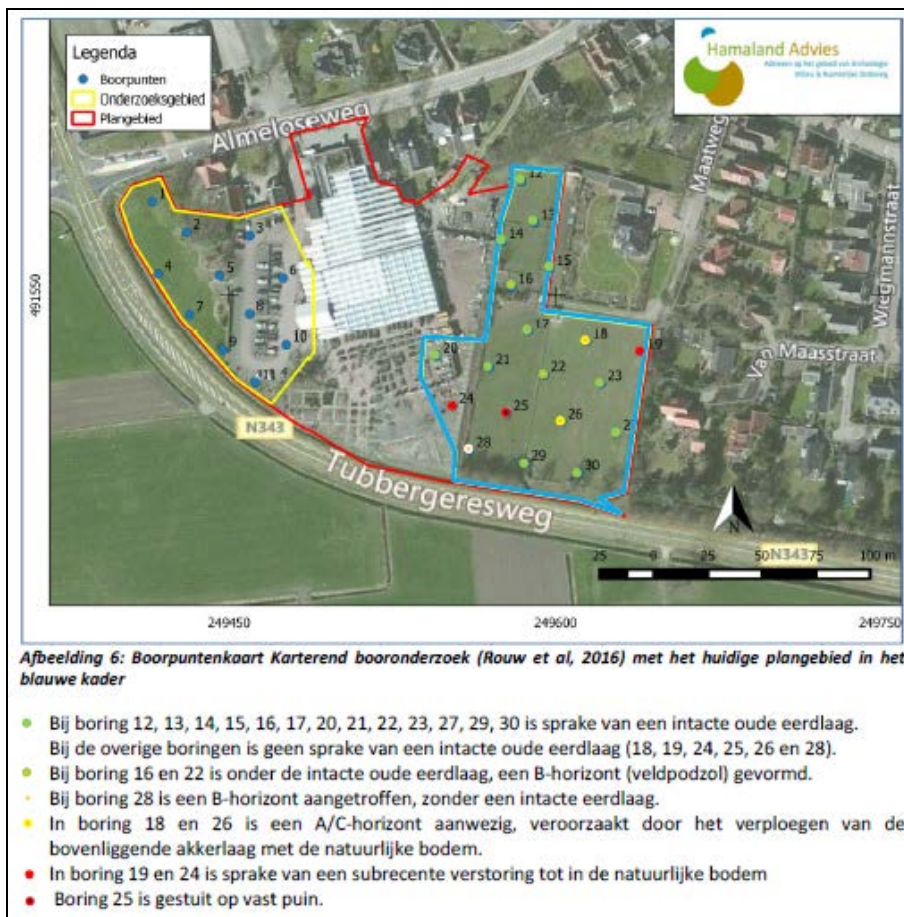 Legenda
Boorpunten
Onderzoeksgebied
Plangebied
Hamaland Advies
Almeloseweg
Maatweg
Wiegmannstraat
Van Maasstraat
1
2
3
4
5
6
7
8
9
10
12
13
14
15
16
17
18
19
20
21
22
23
24
25
26
28
29
30
491550
N343
Tubbergeresweg
N
N343
25 0 25 50 75 100 m
249450 249600 249750
Afbeelding 6: Boorpuntenkaart Karterend booronderzoek (Rouw et al, 2016) met het huidige plangebied in het
blauwe kader
Bij boring 12, 13, 14, 15, 16, 17, 20, 21, 22, 23, 27, 29, 30 is sprake van een intacte oude eerdlaag.
Bij de overige boringen is geen sprake van een intacte oude eerdlaag (18, 19, 24, 25, 26 en 28).
Bij boring 16 en 22 is onder de intacte oude eerdlaag, een B-horizont (veldpodzol) gevormd.
Bij boring 28 is een B-horizont aangetroffen, zonder een intacte eerdlaag.
In boring 18 en 26 is een A/C-horizont aanwezig, veroorzaakt door het verploegen van de
bovenliggende akkerlaag met de natuurlijke bodem.
In boring 19 en 24 is sprake van een subrecente verstoring tot in de natuurlijke bodem
Boring 25 is gestuit op vast puin.